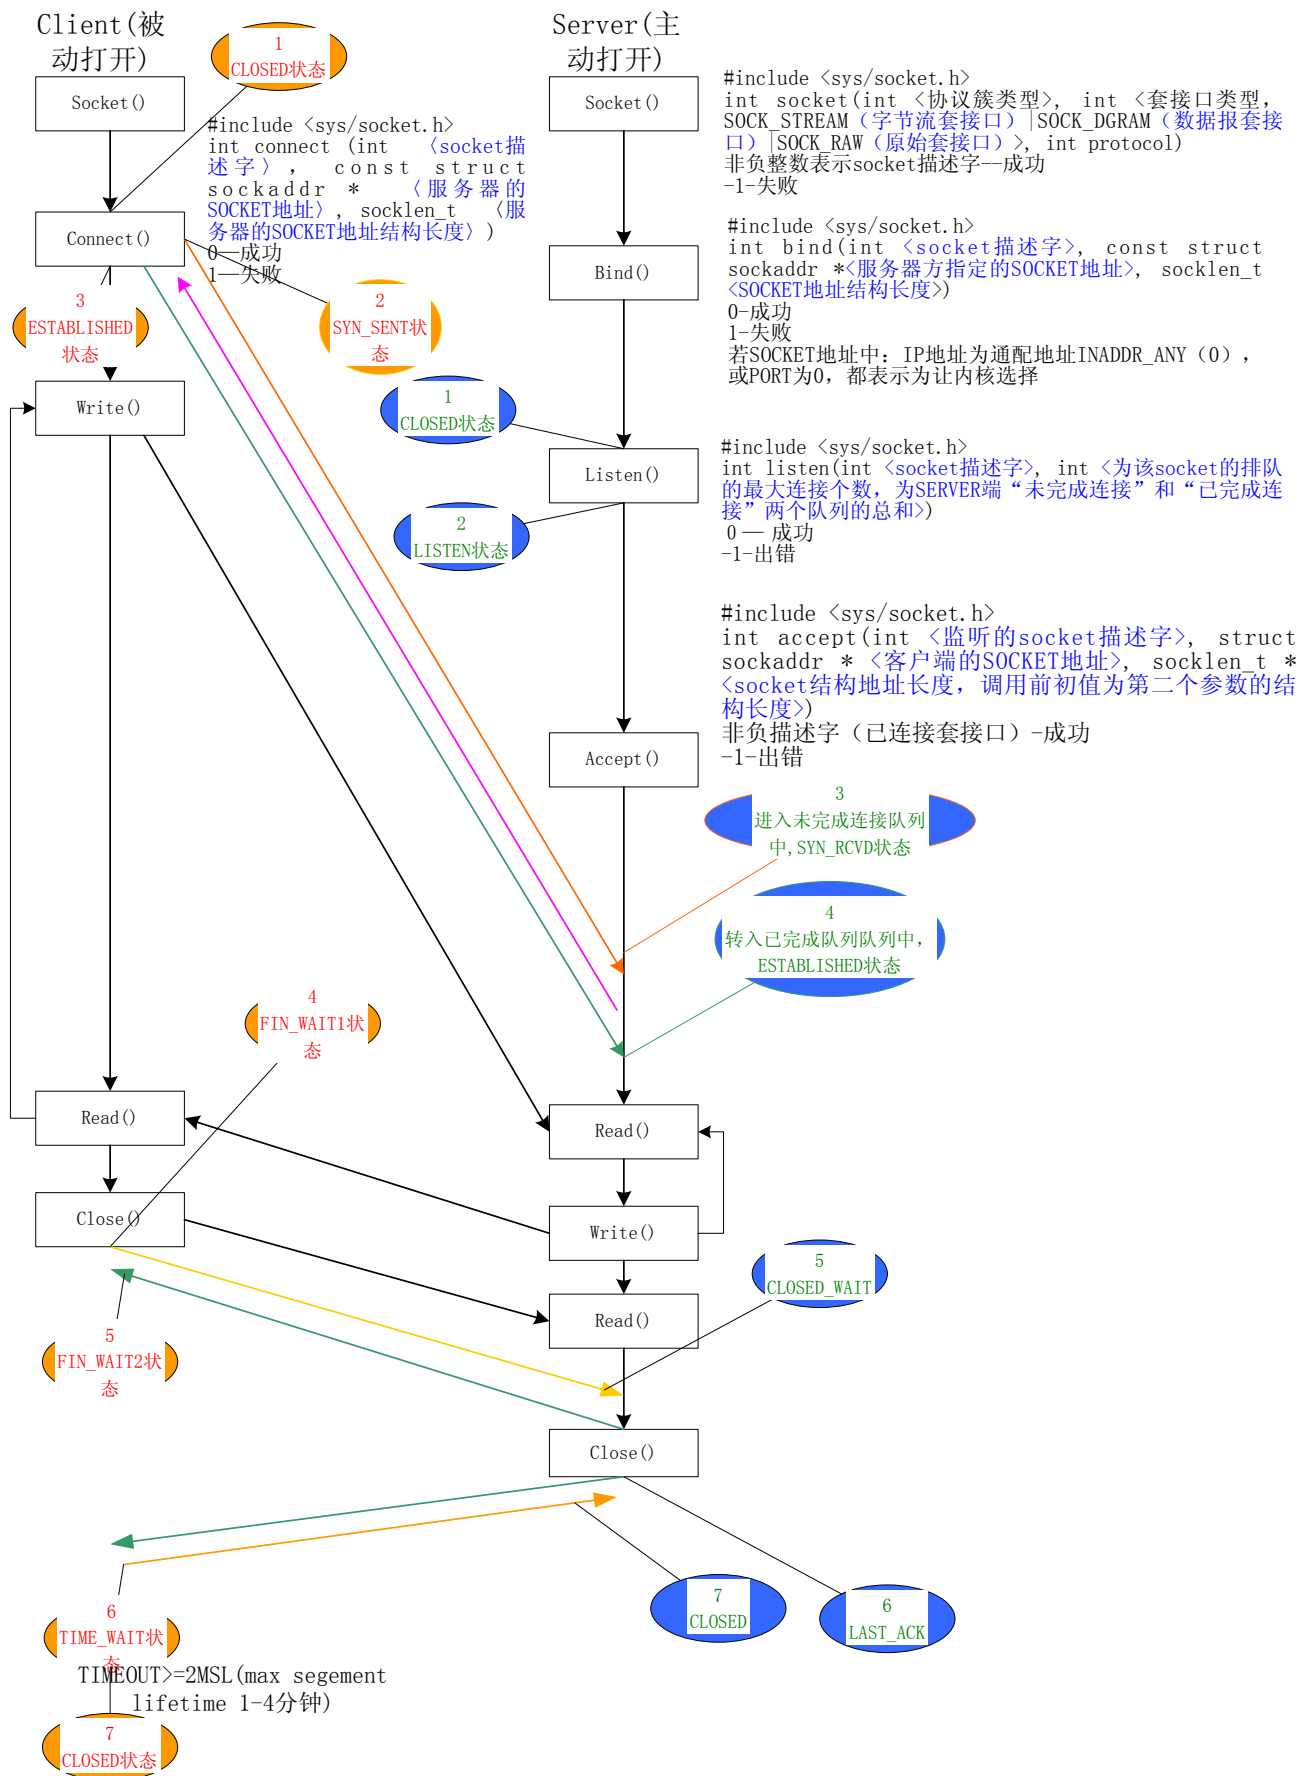 Client(被
动打开)
Server(主
动打开)
1
CLOSED状态
Socket()
Socket()
#include <sys/socket.h>
int socket(int <协议簇类型>, int <套接口类型,
SOCK_STREAM（字节流套接口）|SOCK_DGRAM（数据报套接
口）|SOCK_RAW（原始套接口）>, int protocol)
非负整数表示socket描述字--成功
-1-失败
#include <sys/socket.h>
int connect (int 〈socket描
述字〉, const struct
sockaddr * 〈服务器的
SOCKET地址〉, socklen_t 〈服
务器的SOCKET地址结构长度〉)
0—成功
1—失败
Connect()
Bind()
#include <sys/socket.h>
int bind(int <socket描述字>, const struct
sockaddr *<服务器方指定的SOCKET地址>, socklen_t
<SOCKET地址结构长度>)
0-成功
1-失败
若SOCKET地址中：IP地址为通配地址INADDR_ANY（0），
或PORT为0，都表示为让内核选择
3
ESTABLISHED
状态
2
SYN_SENT状
态
Write()
1
CLOSED状态
Listen()
2
LISTEN状态
#include <sys/socket.h>
int listen(int <socket描述字>, int <为该socket的排队
的最大连接个数，为SERVER端“未完成连接”和“已完成连
接”两个队列的总和>)
0 — 成功
-1-出错
#include <sys/socket.h>
int accept(int <监听的socket描述字>, struct
sockaddr * <客户端的SOCKET地址>, socklen_t *
<socket结构地址长度，调用前初值为第二个参数的结
构长度>)
非负描述字（已连接套接口）-成功
-1-出错
Accept()
3
进入未完成连接队列
中,SYN_RCVD状态
4
转入已完成队列队列中，
ESTABLISHED状态
4
FIN_WAIT1状
态
Read()
Read()
Close()
Write()
5
CLOSED_WAIT
Read()
5
FIN_WAIT2状
态
Close()
7
CLOSED
6
LAST_ACK
6
TIME_WAIT状
态
TIMEOUT>=2MSL(max segement
lifetime 1-4分钟)
7
CLOSED状态